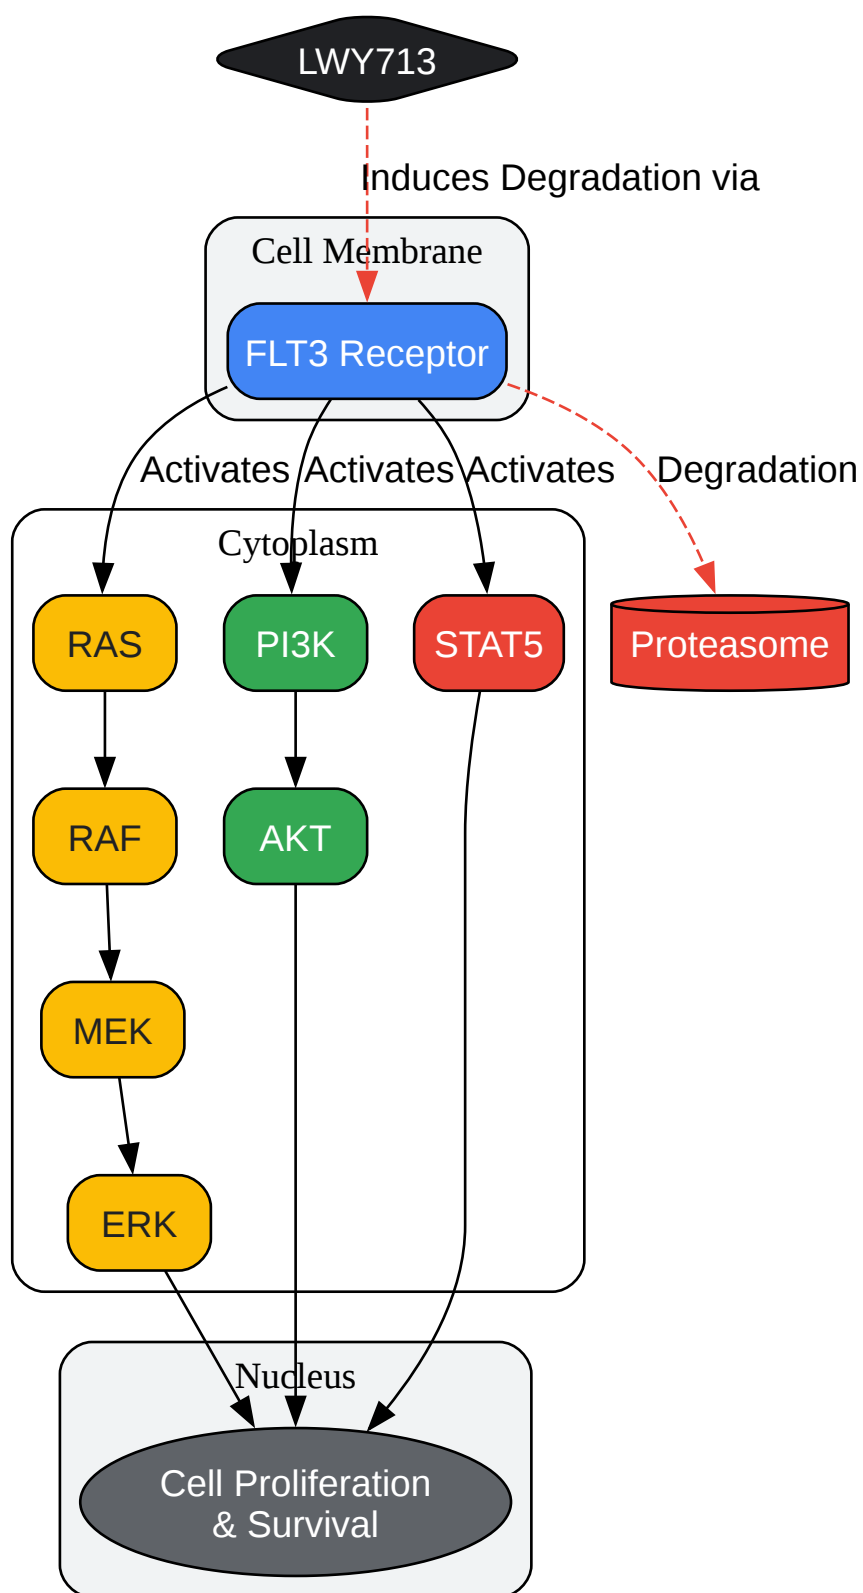 LWY713
Induces Degradation via
Cell Membrane
FLT3 Receptor
Activates
Activates
Activates
Degradation
Cytoplasm
RAS
PI3K
STAT5
Proteasome
RAF
AKT
MEK
ERK
Nucleus
Cell Proliferation
& Survival